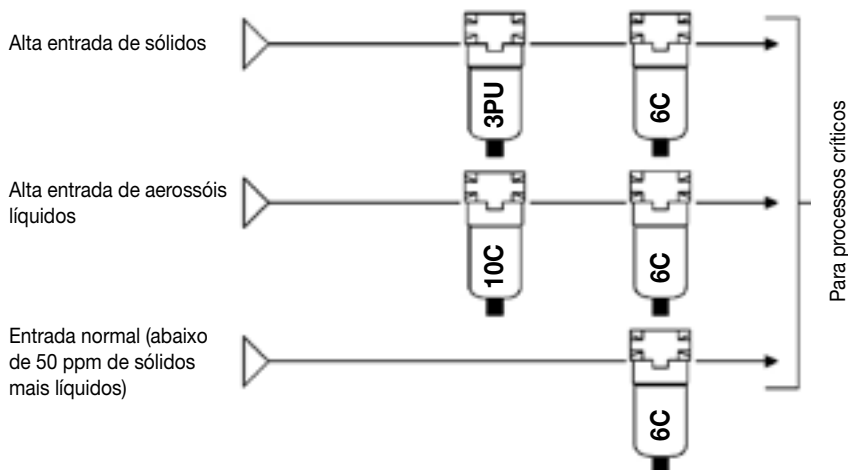 Alta entrada de sólidos
3PU
6C
Alta entrada de aerossóis
líquidos
10C
6C
Entrada normal (abaixo
de 50 ppm de sólidos
mais líquidos)
6C
Para processos críticos